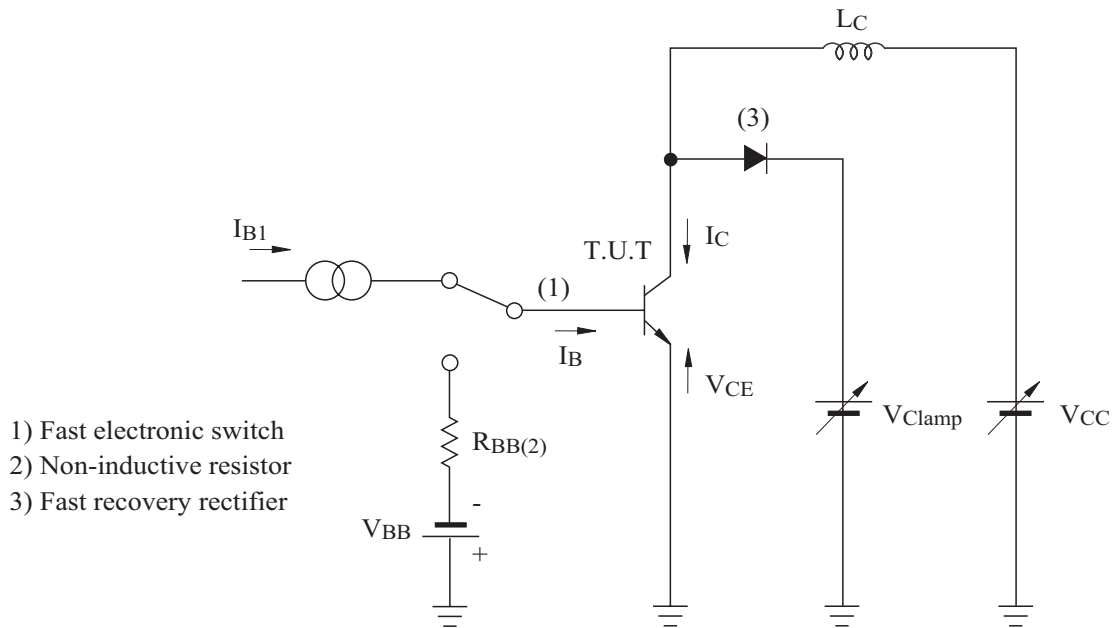 LC
(3)
IB1
IC
T.U.T
(1)
IB
VCE
VClamp
VCC
RBB(2)
-
VBB
+
1) Fast electronic switch
2) Non-inductive resistor
3) Fast recovery rectifier